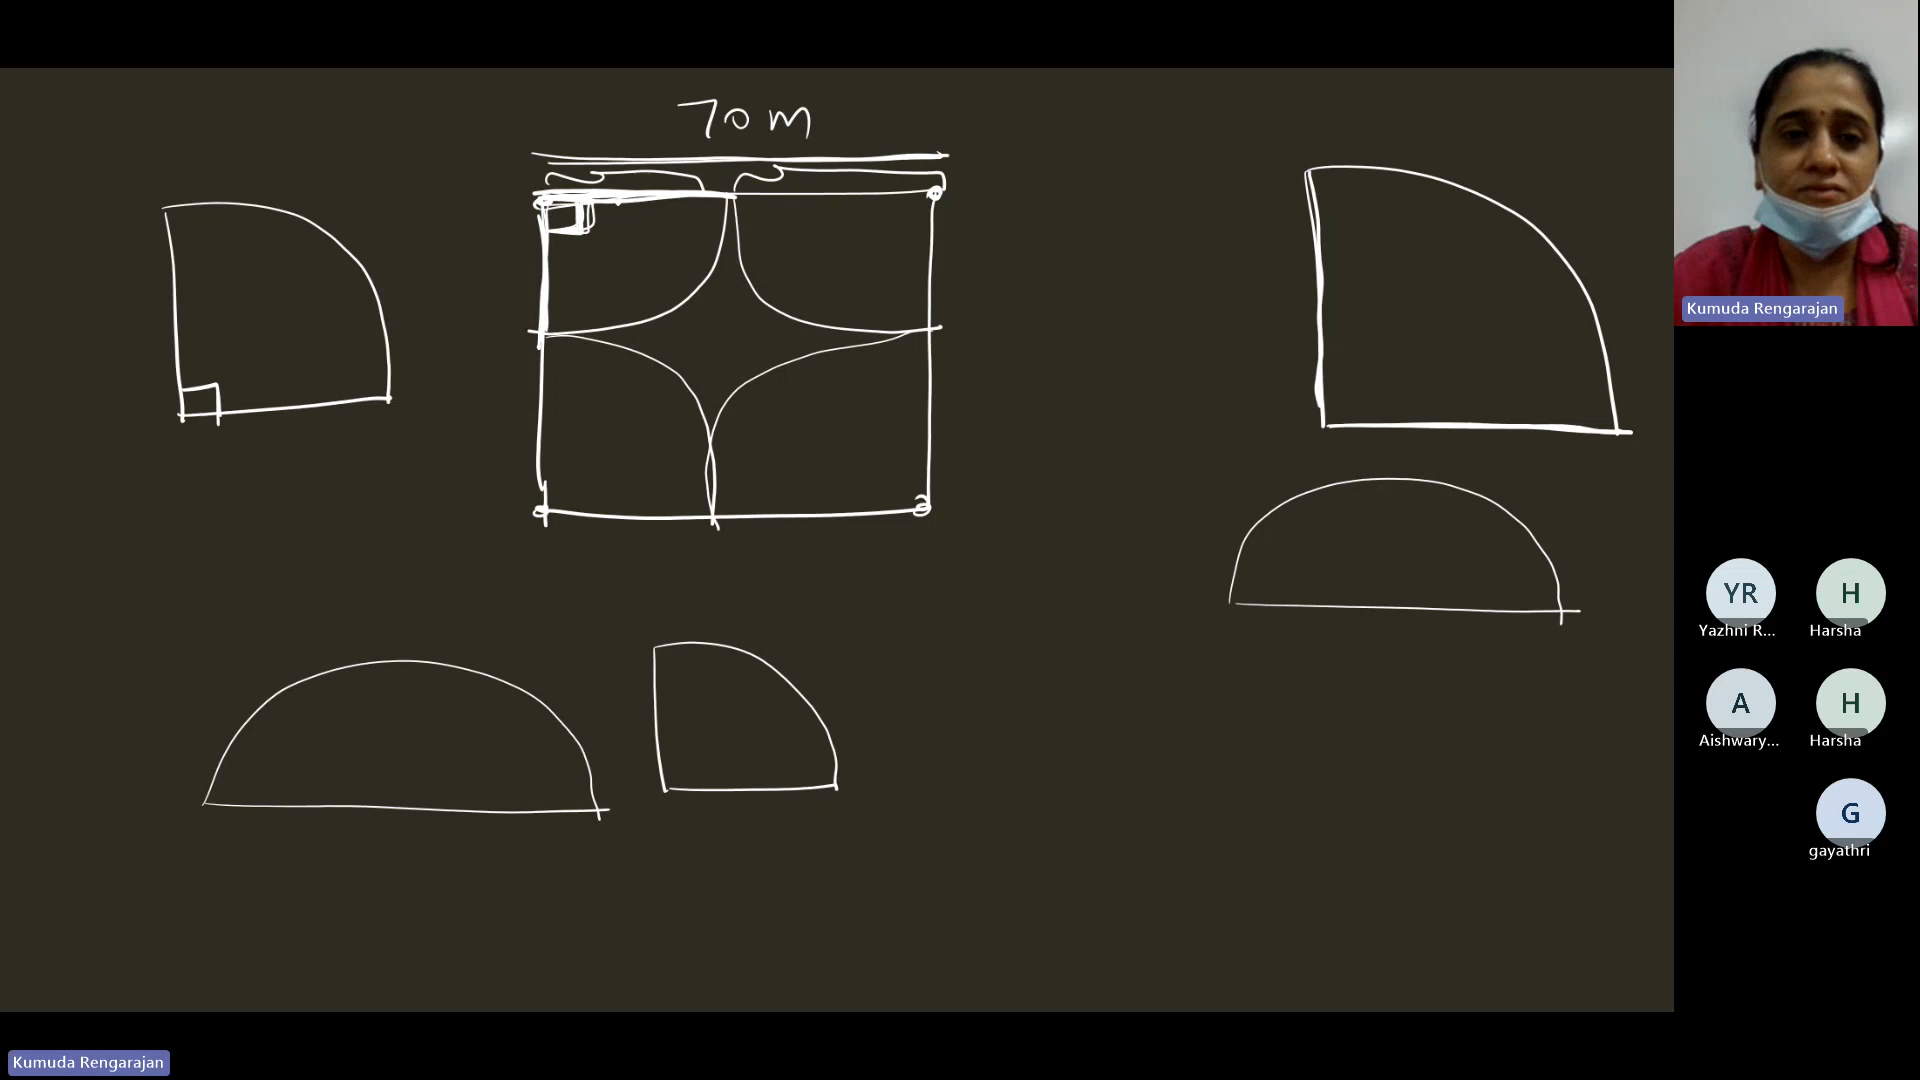 70 m
Kumuda Rengarajan
YR
H
Yazhni R...
Harsha
A
H
Aishwary...
Harsha
G
gayathri
Kumuda Rengarajan